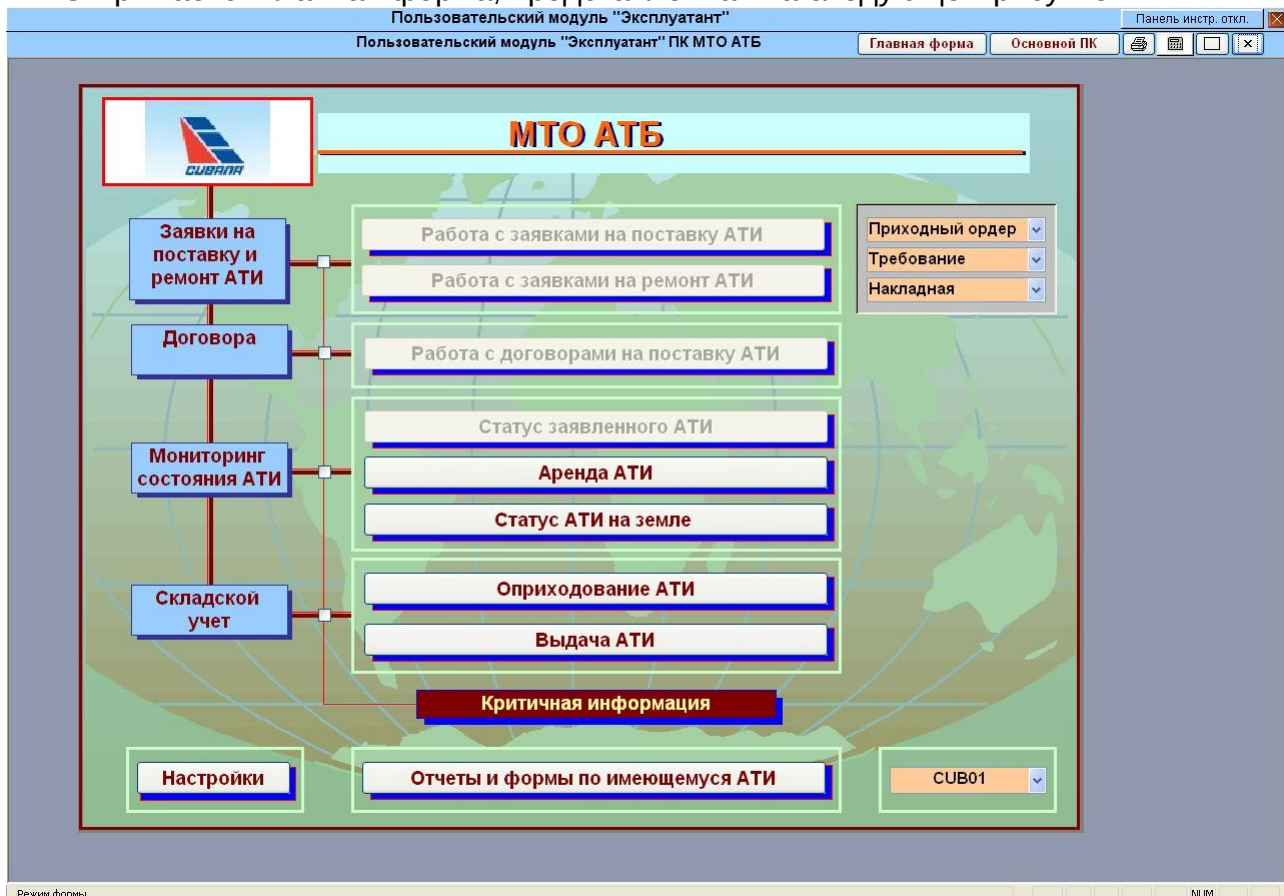 Пользовательский модуль "Эксплуатант"
Панель инстр. откл.
Пользовательский модуль "Эксплуатант" ПК МТО АТБ
Главная форма
Основной ПК
CUBANA
МТО АТБ
Заявки на
поставку и
ремонт АТИ
Работа с заявками на поставку АТИ
Работа с заявками на ремонт АТИ
Приходный ордер
Требование
Накладная
Договора
Работа с договорами на поставку АТИ
Мониторинг
состояния АТИ
Статус заявленного АТИ
Аренда АТИ
Статус АТИ на земле
Складской
учет
Оприходование АТИ
Выдача АТИ
Критичная информация
Настройки
Отчеты и формы по имеющемуся АТИ
CUB01
Режим формы
NUM